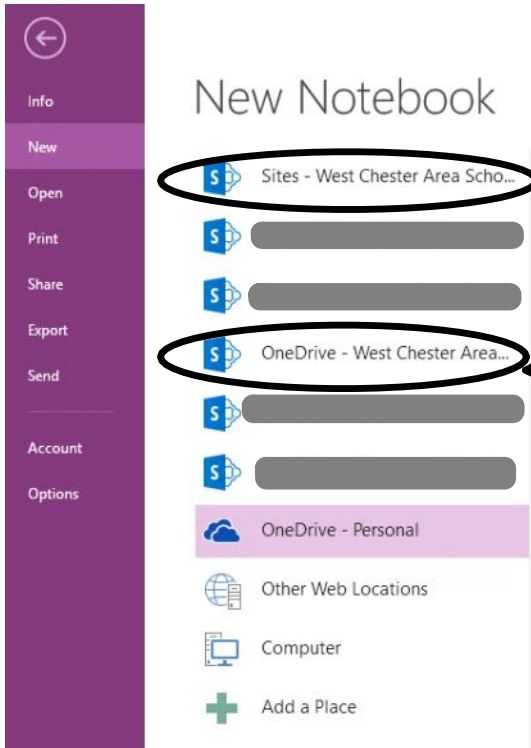 Info
New
Open
Print
Share
Export
Send
Account
Options
New Notebook
S Sites - West Chester Area Scho...
S
S
S OneDrive - West Chester Area...
S
S
OneDrive - Personal
Other Web Locations
Computer
Add a Place